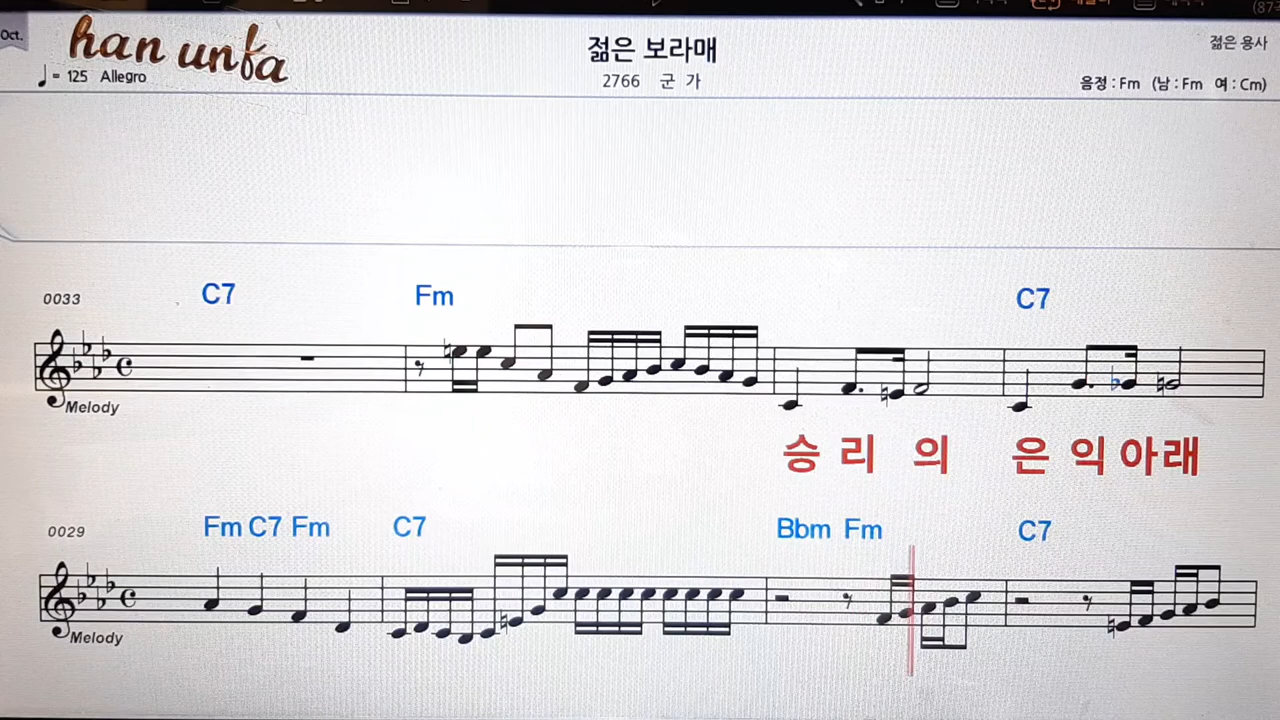 Oct.
han unfa
젊은 보라매
젊은 용사
= 125 Allegro
2766 군 가
음정 : Fm (남 : Fm 여 : Cm)
0033
C7 Fm C7
Melody
승 리 의 은 익 아 래
0029
Fm C7 Fm C7 Bbm Fm C7
Melody